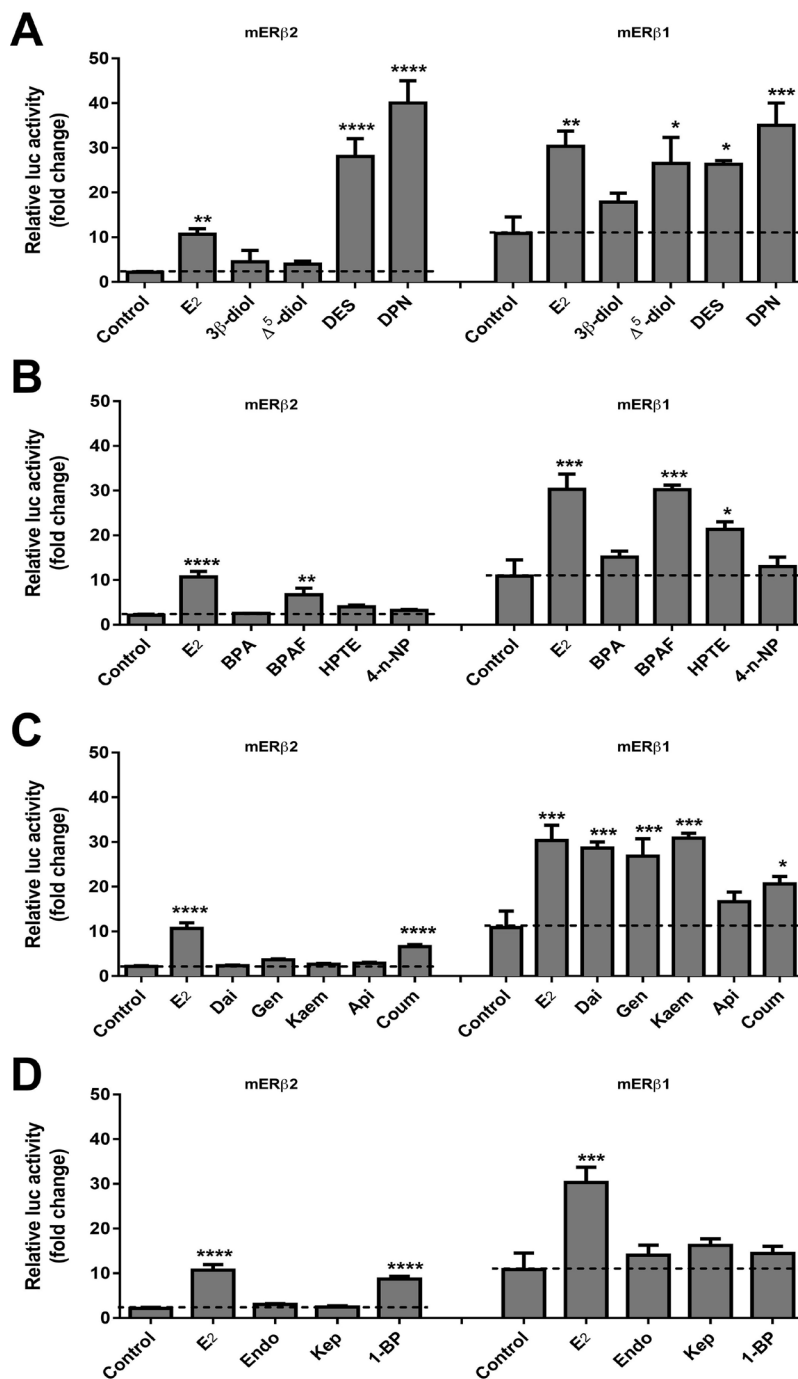 A
mERβ2 mERβ1
Relative luc activity
(fold change)
50
40
30
20
10
0
** **** **** ** * * ***
Control E2 3β-diol Δ5-diol DES DPN Control E2 3β-diol Δ5-diol DES DPN
B
mERβ2 mERβ1
Relative luc activity
(fold change)
50
40
30
20
10
0
**** ** *** *** *
Control E2 BPA BPAF HPTE 4-n-NP Control E2 BPA BPAF HPTE 4-n-NP
C
mERβ2 mERβ1
Relative luc activity
(fold change)
50
40
30
20
10
0
**** **** *** *** *** *** *
Control E2 Dai Gen Kaem Api Coum Control E2 Dai Gen Kaem Api Coum
D
mERβ2 mERβ1
Relative luc activity
(fold change)
50
40
30
20
10
0
**** **** ***
Control E2 Endo Kep 1-BP Control E2 Endo Kep 1-BP